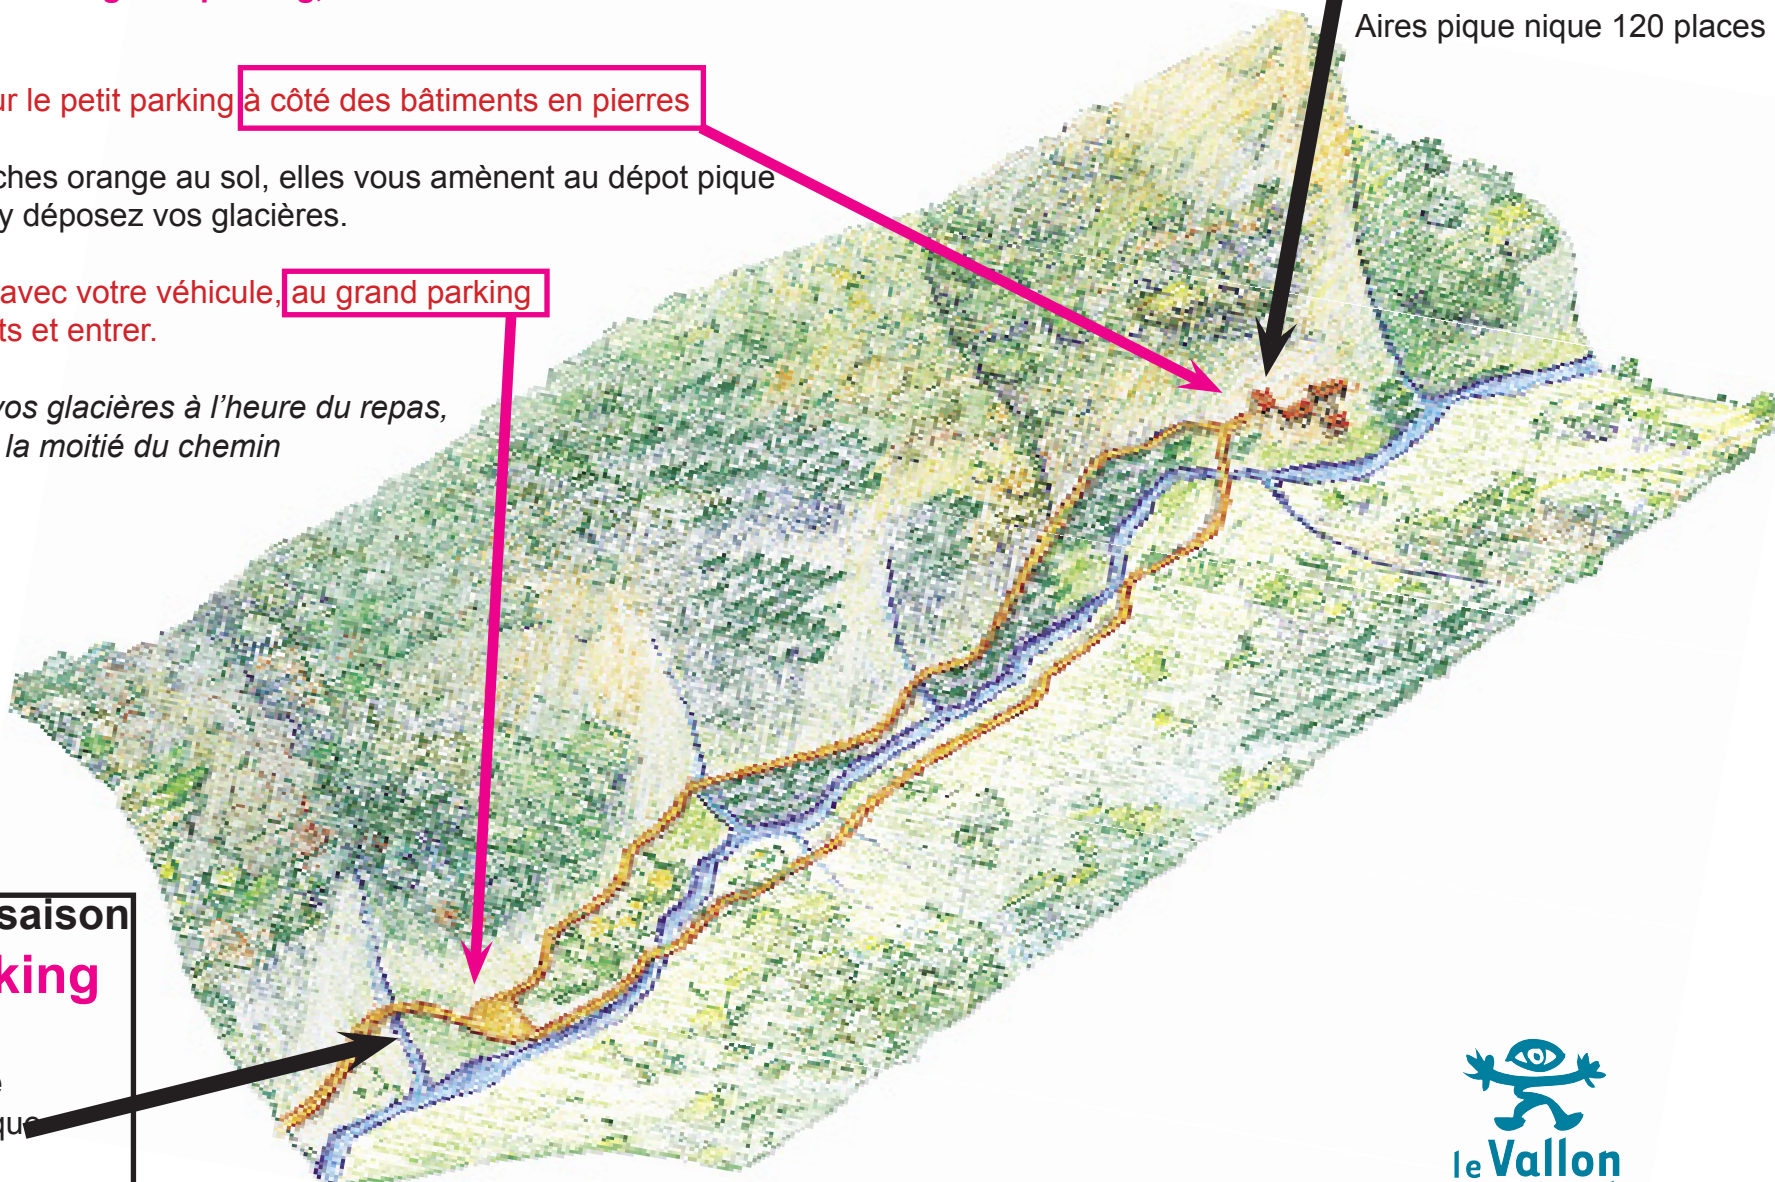 Aires pique nique 120 places
ur le petit parking à côté des bâtiments en pierres
ches orange au sol, elles vous amènent au dépot pique
y déposez vos glacières.
avec votre véhicule, au grand parking
ts et entrer.
vos glacières à l'heure du repas,
la moitié du chemin
saison
king
e
que
le Vallon